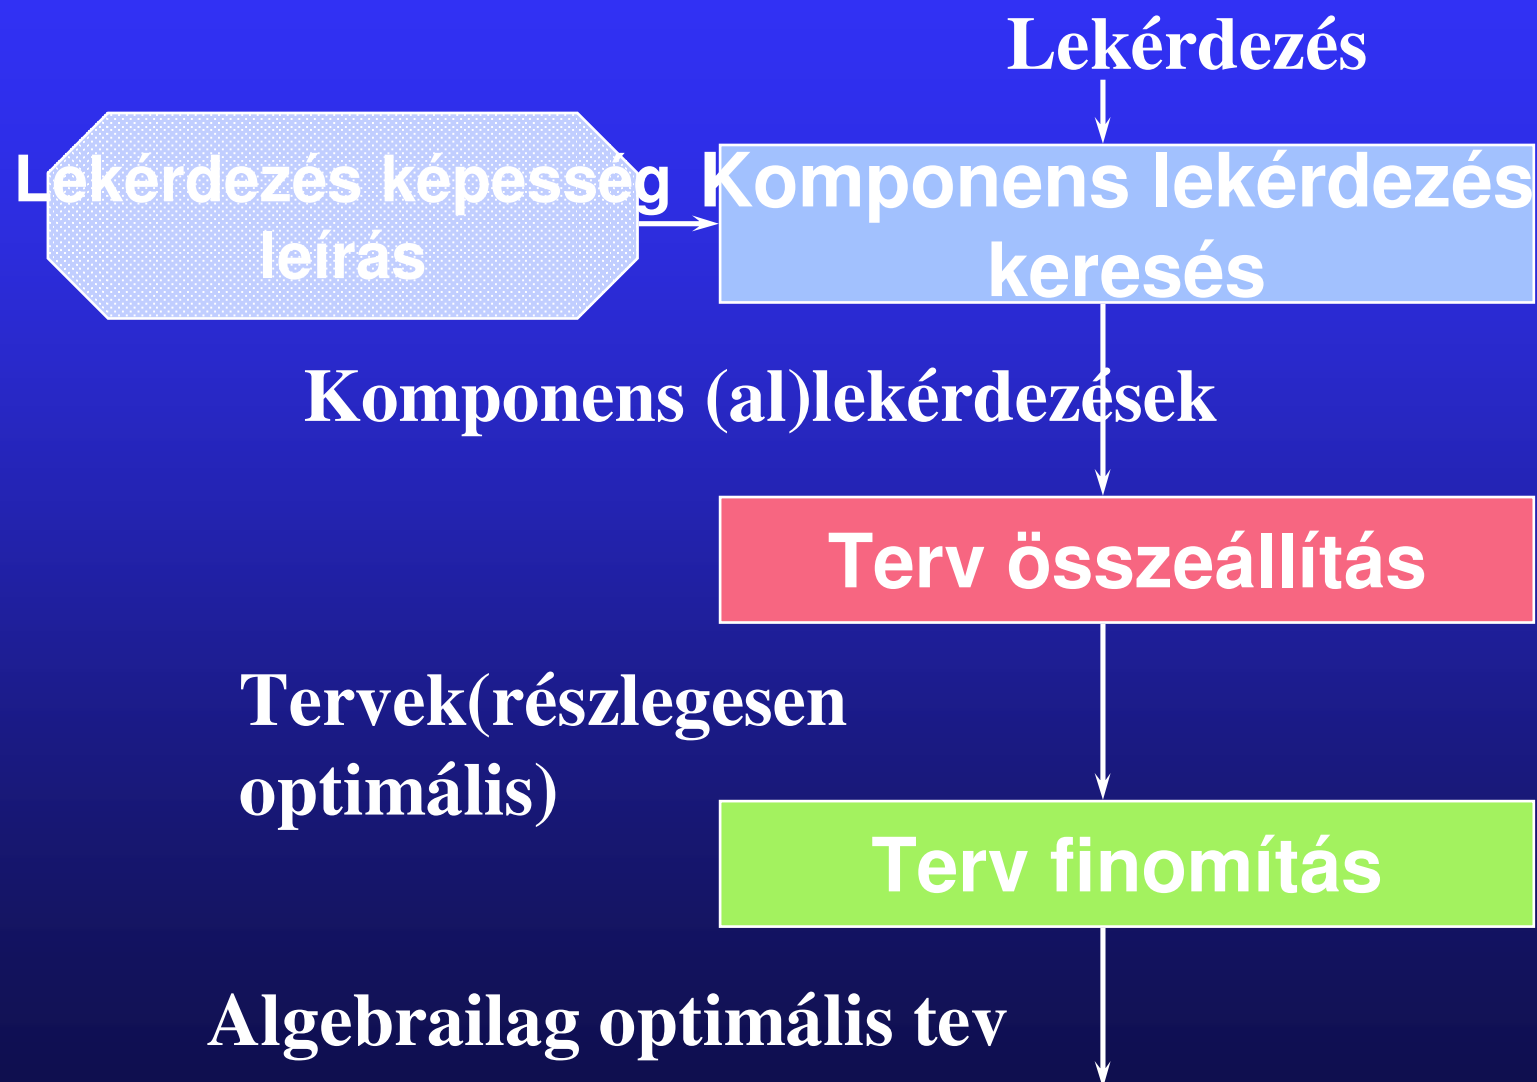 Lekérdezés
Lekérdezés képesség
leírás
Komponens lekérdezés
keresés
Komponens (al)lekérdezések
Terv összeállítás
Tervek(részlegesen
optimális)
Terv finomítás
Algebrailag optimális tev